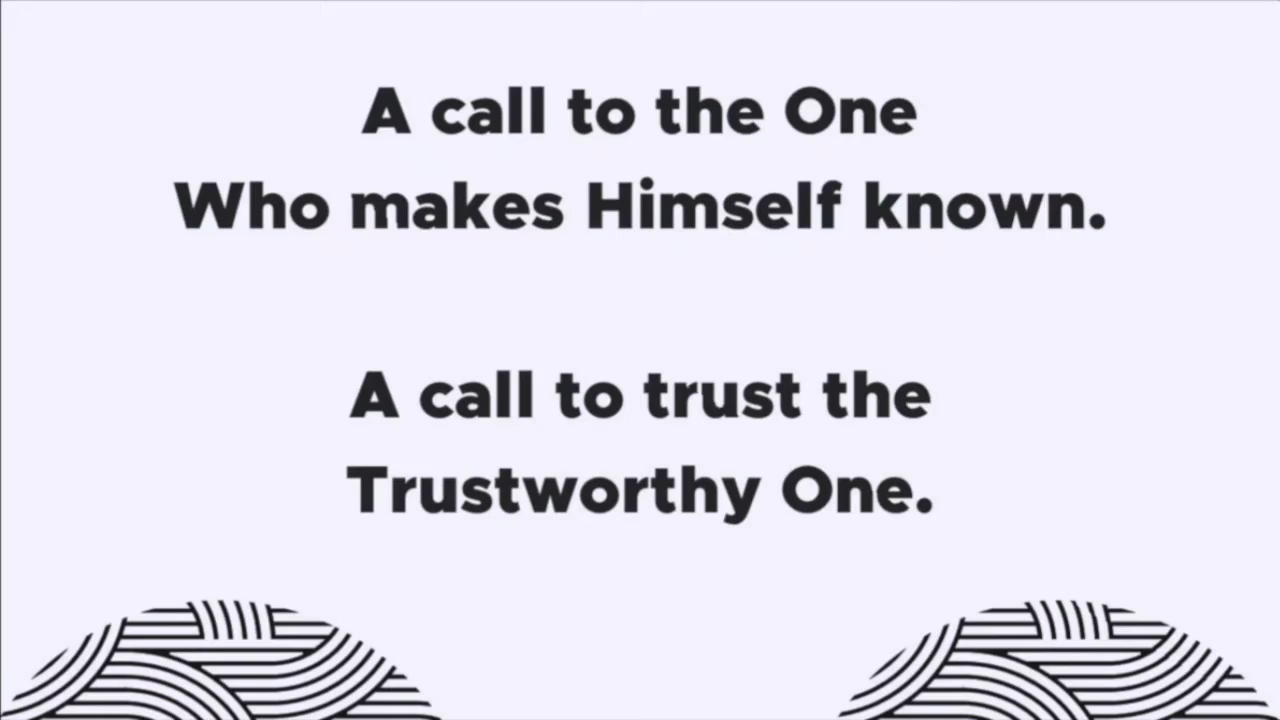 A call to the One
Who makes Himself known.
A call to trust the
Trustworthy One.